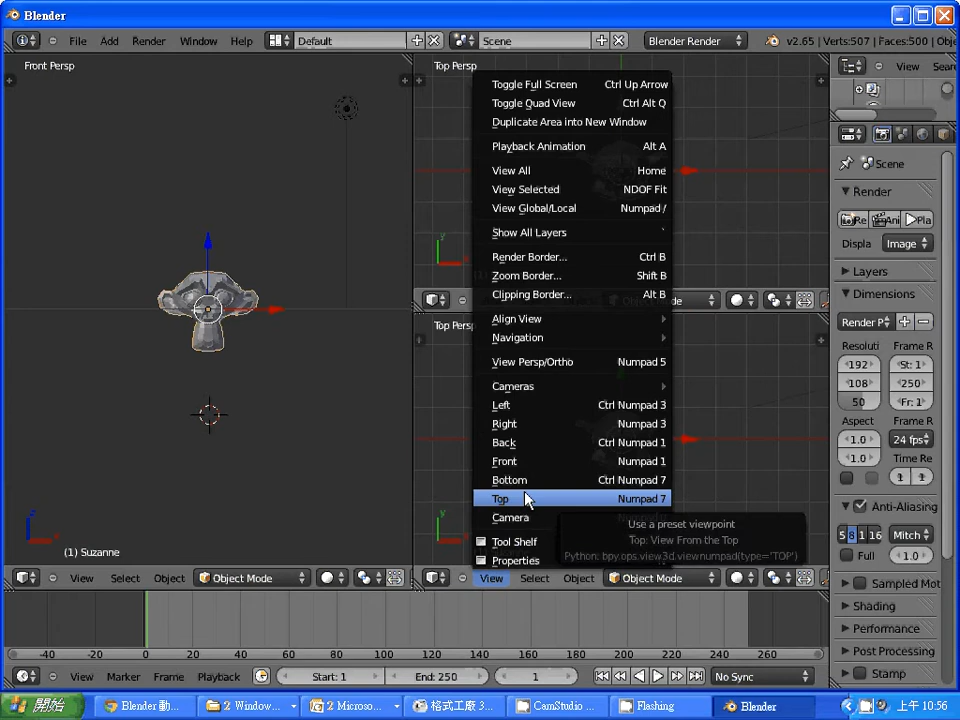 Blender
File Add Render Window Help Default Scene Blender Render v2.65 | Verts:507 | Faces:500 | Obje
Front Persp
Top Persp
View Sear
Toggle Full Screen Ctrl Up Arrow
Toggle Quad View Ctrl Alt Q
Duplicate Area into New Window
Playback Animation Alt A
View All Home
View Selected NDOF Fit
View Global/Local Numpad /
Show All Layers `
Render Border... Ctrl B
Zoom Border... Shift B
Clipping Border... Alt B
Align View
Navigation
View Persp/Ortho Numpad 5
Cameras
Left Ctrl Numpad 3
Right Numpad 3
Back Ctrl Numpad 1
Front Numpad 1
Bottom Ctrl Numpad 7
Top Numpad 7
Camera
Tool Shelf
Properties
Use a preset viewpoint
Top: View From the Top
Python: bpy.ops.view3d.viewnumpad(type='TOP')
Top Persp
(1) Suzanne
Scene
Render
Re Ani Pla
Displa Image
Layers
Dimensions
Render P
Resoluti Frame R
192 St: 1
108 250
50 Fr: 1
Aspect 24 fps
1.0 Time Re
1.0 1 1
Anti-Aliasing
5 8 11 16 Mitch
Full 1.0
Sampled Mot
Shading
Performance
Post Processing
Stamp
View Select Object Object Mode
View Select Object Object Mode
-40 -20 0 20 40 60 80 100 120 140 160 180 200 220 240 260
View Marker Frame Playback Start: 1 End: 250 1 No Sync
開始 Blender 動... 2 Window... 2 Microso... 格式工廠 3... CamStudio ... Flashing Blender 上午 10:56